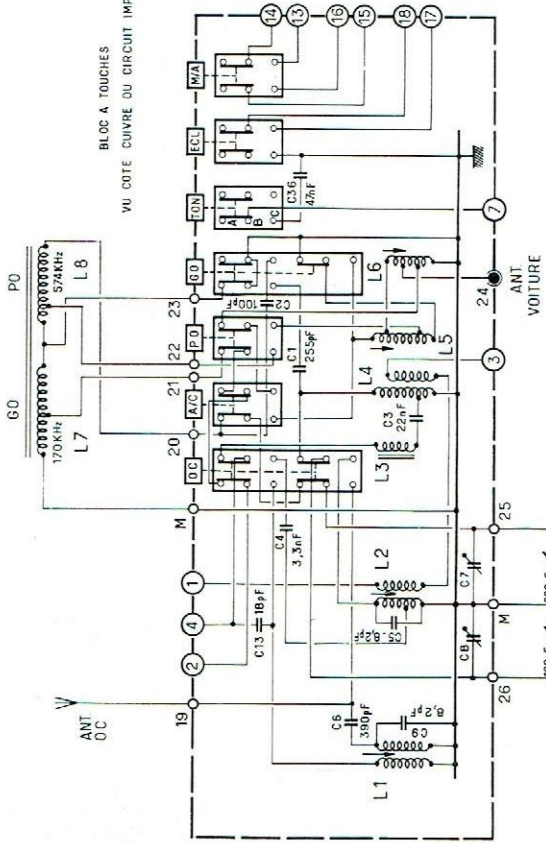 BLOC A TOUCHES
VU COTE CUIVRE DU CIRCUIT
GO
PO
170KHz
574KHz
L7
L8
ANT.
OC
19
2
4
1
M
20
21
22
23
OC
A/C
PO
GO
TON
ECL
M/A
14
13
16
15
18
17
C13
18pF
C4
3,3nF
C1
255pF
C2
100pF
A
B
C
C36
47nF
C6
390pF
C9
8,2pF
L1
C5.8,2pF
L2
L3
C3
22nF
L4
L5
L6
C8
C7
26
M
25
3
24
7
ANT.
VOITURE